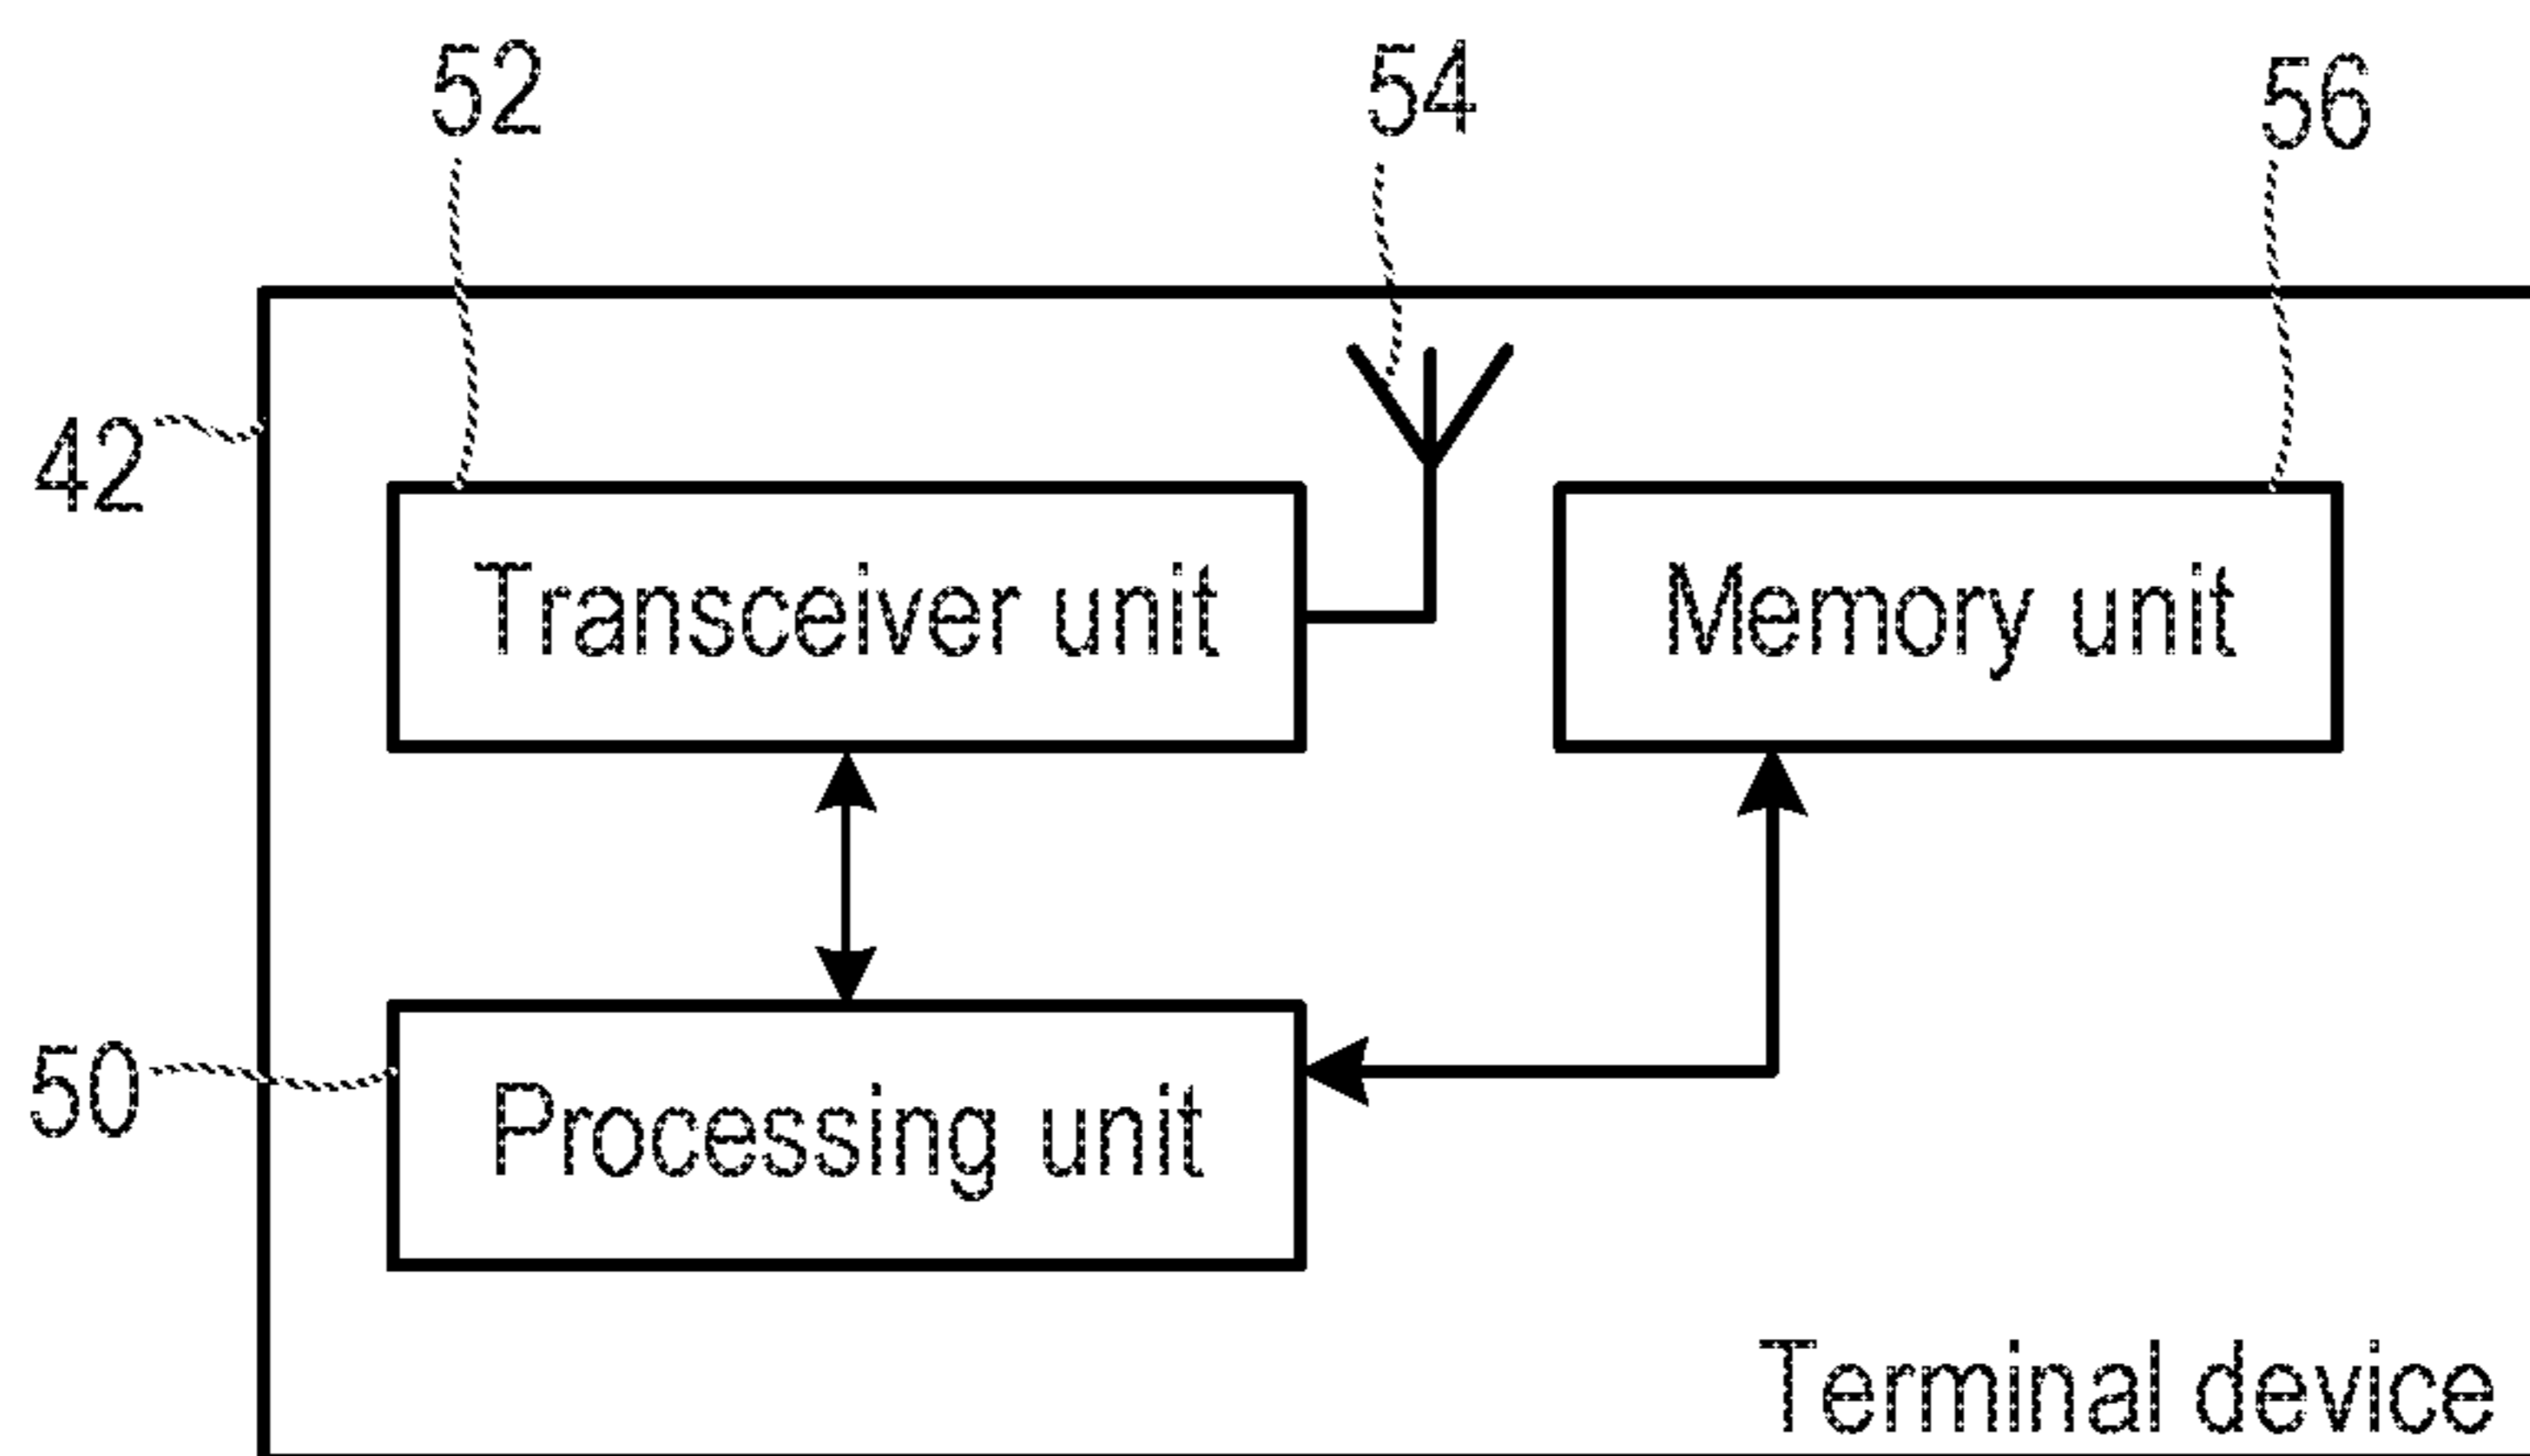 52
54
56
42
Transceiver unit
Memory unit
50
Processing unit
Terminal device